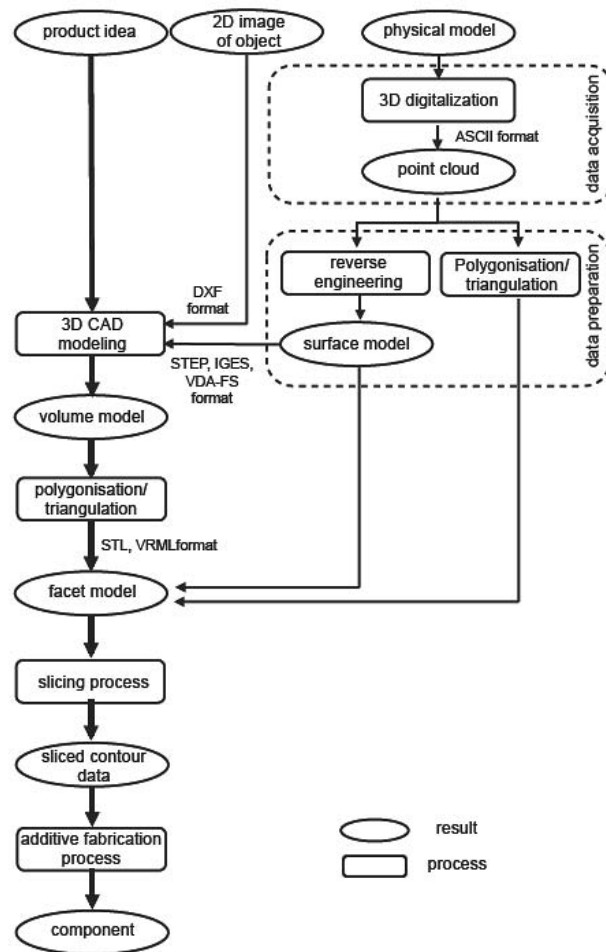 product idea
2D image
of object
physical model
3D digitalization
ASCII format
point cloud
data acquisition
reverse
engineering
Polygonisation/
triangulation
data preparation
DXF
format
3D CAD
modeling
surface model
STEP, IGES,
VDA-FS
format
volume model
polygonisation/
triangulation
STL, VRMLformat
facet model
slicing process
sliced contour
data
additive fabrication
process
component
result
process